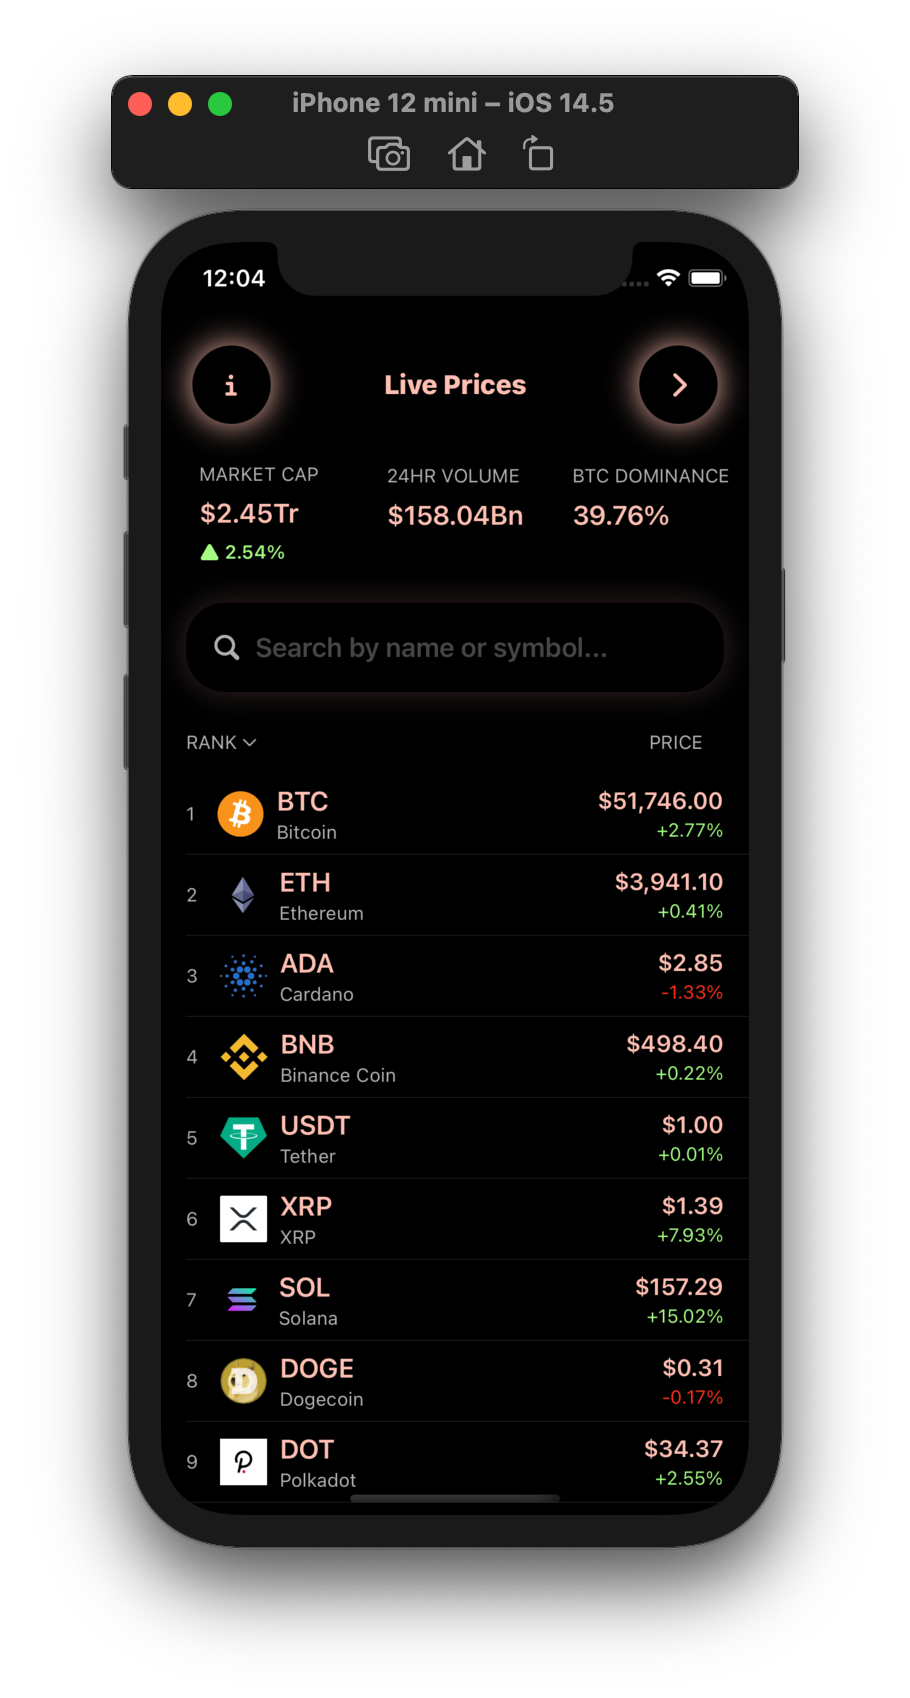 iPhone 12 mini – iOS 14.5
12:04
i
Live Prices
MARKET CAP
24HR VOLUME
BTC DOMINANCE
$2.45Tr
$158.04Bn
39.76%
2.54%
Search by name or symbol...
RANK
PRICE
1
BTC
Bitcoin
$51,746.00
+2.77%
2
ETH
Ethereum
$3,941.10
+0.41%
3
ADA
Cardano
$2.85
-1.33%
4
BNB
Binance Coin
$498.40
+0.22%
5
USDT
Tether
$1.00
+0.01%
6
XRP
XRP
$1.39
+7.93%
7
SOL
Solana
$157.29
+15.02%
8
DOGE
Dogecoin
$0.31
-0.17%
9
DOT
Polkadot
$34.37
+2.55%